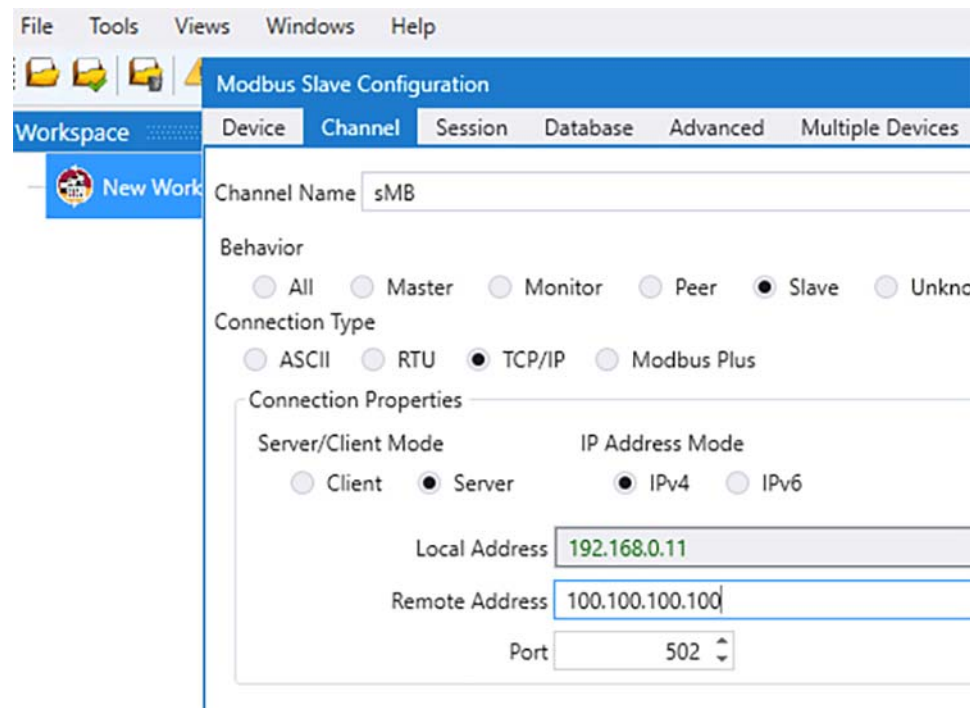 File Tools Views Windows Help
Modbus Slave Configuration
Workspace
Device Channel Session Database Advanced Multiple Devices
New Work
Channel Name sMB
Behavior
All Master Monitor Peer Slave Unkno
Connection Type
ASCII RTU TCP/IP Modbus Plus
Connection Properties
Server/Client Mode IP Address Mode
Client Server IPv4 IPv6
Local Address 192.168.0.11
Remote Address 100.100.100.100
Port 502